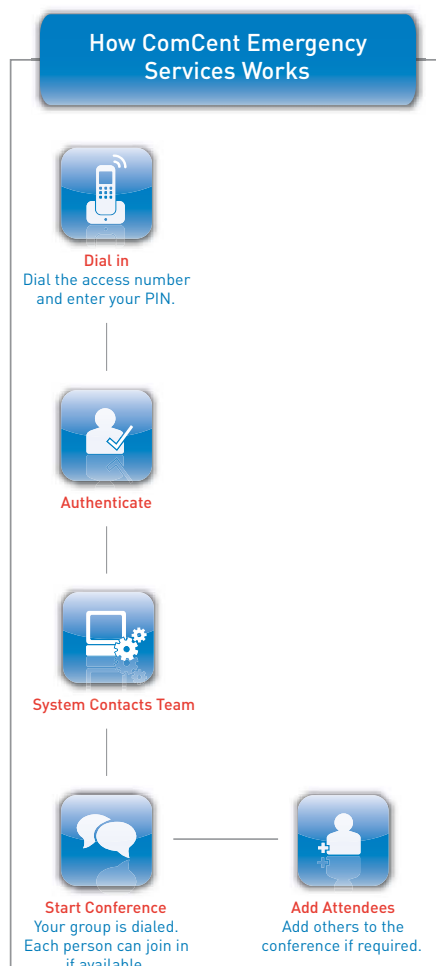 How ComCent Emergency
Services Works
Dial in
Dial the access number
and enter your PIN.
Authenticate
System Contacts Team
Start Conference
Your group is dialed.
Each person can join in
if available
Add Attendees
Add others to the
conference if required.